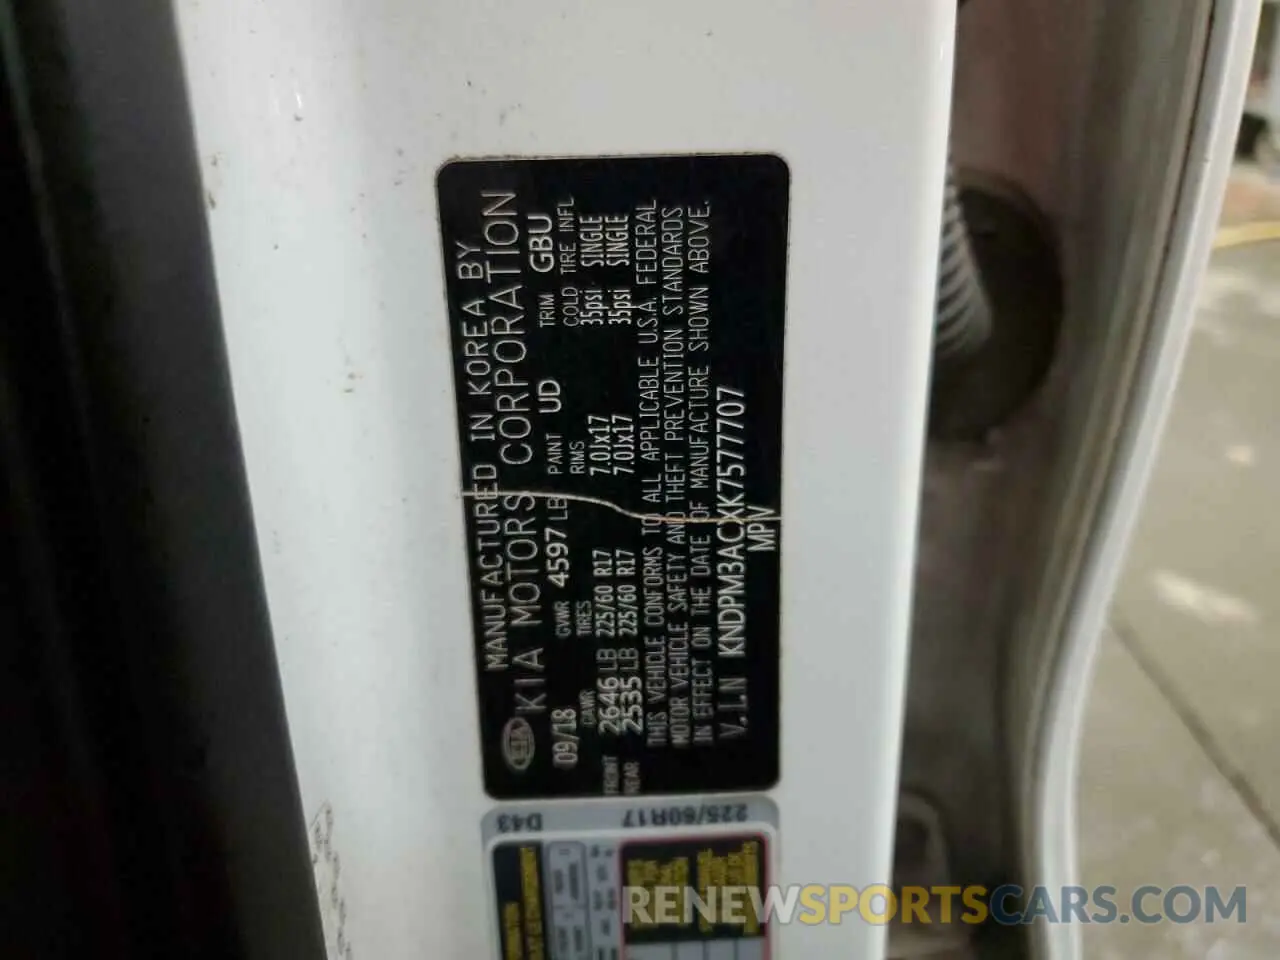 MANUFACTURED IN KOREA BY
KIA KIA MOTORS CORPORATION
09/18 GVWR 4597 LB PAINT UD TRIM GBU
GAWR TIRES RIMS COLD TIRE INFL
FRONT 2646 LB 225/60 R17 7.0Jx17 35psi SINGLE
REAR 2535 LB 225/60 R17 7.0Jx17 35psi SINGLE
THIS VEHICLE CONFORMS TO ALL APPLICABLE U.S.A. FEDERAL
MOTOR VEHICLE SAFETY AND THEFT PREVENTION STANDARDS
IN EFFECT ON THE DATE OF MANUFACTURE SHOWN ABOVE.
V.I.N KNDPM3ACXK7577707
MPV
D43
225/60R17
RENEWSPORTSCARS.COM